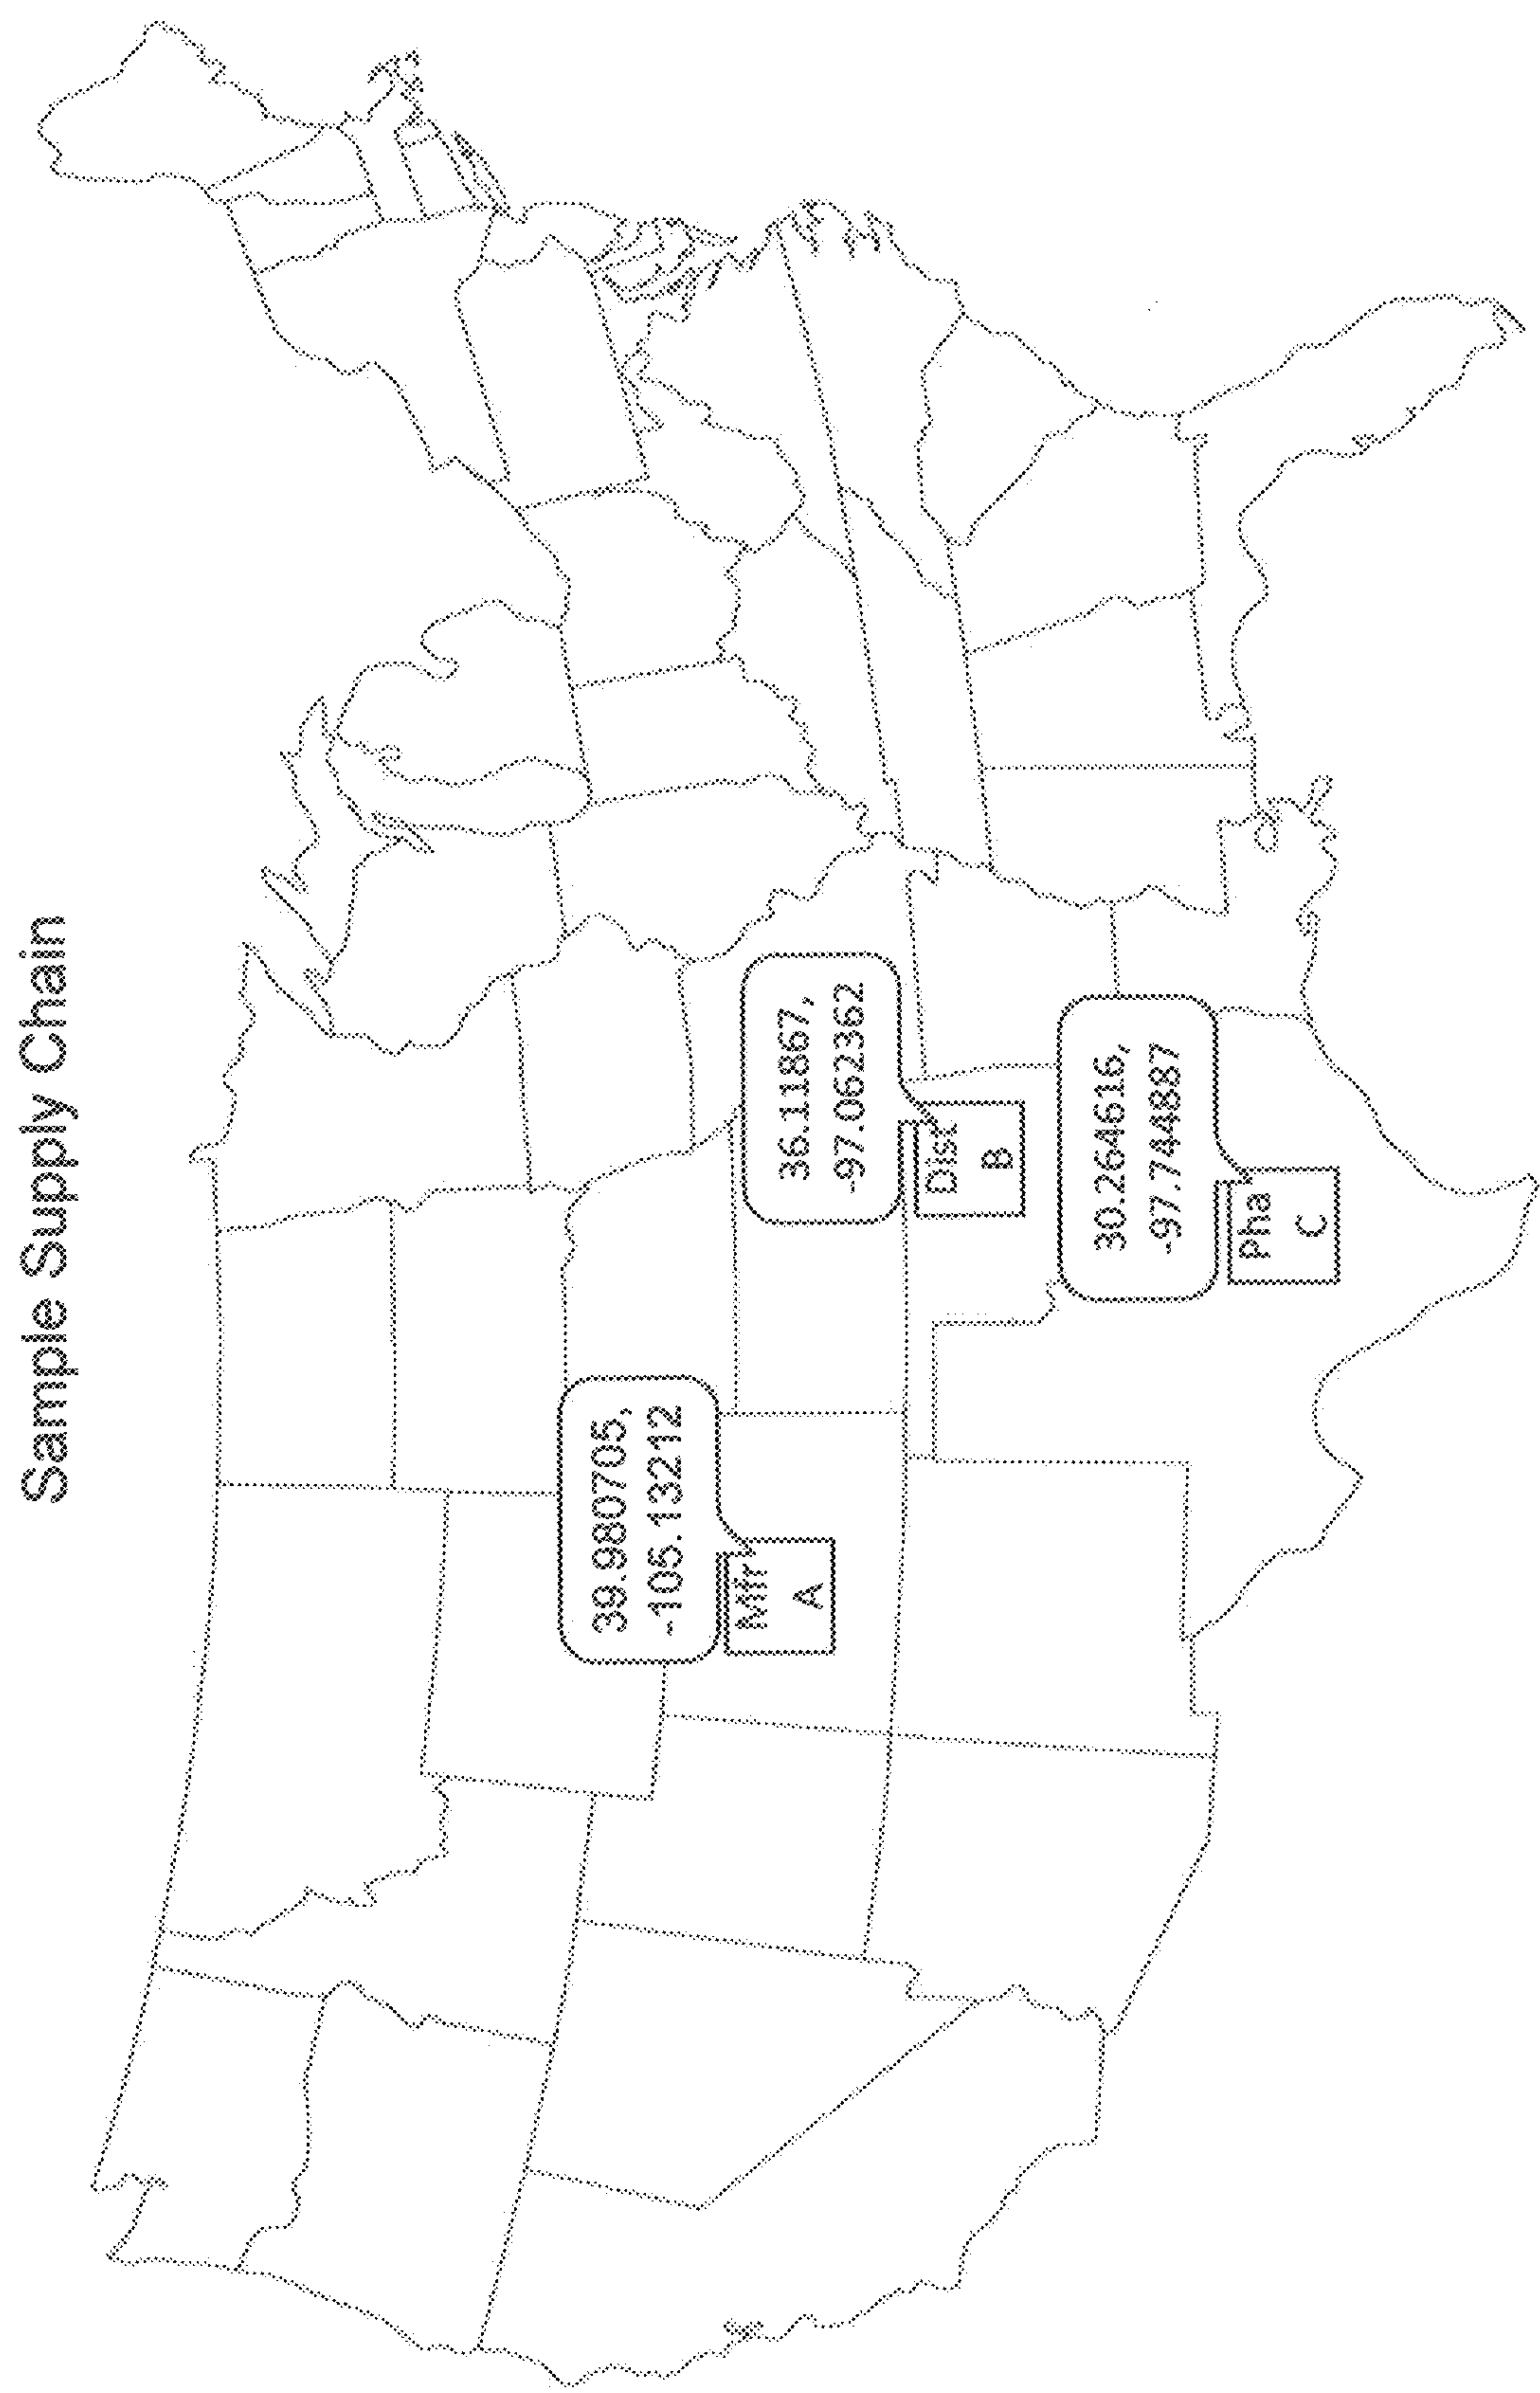 Sample Supply Chain
39.980705,
-105.13212
Mfr
A
36.11867,
-97.062362
Dist
B
30.264616,
-97.744887
Pha
C